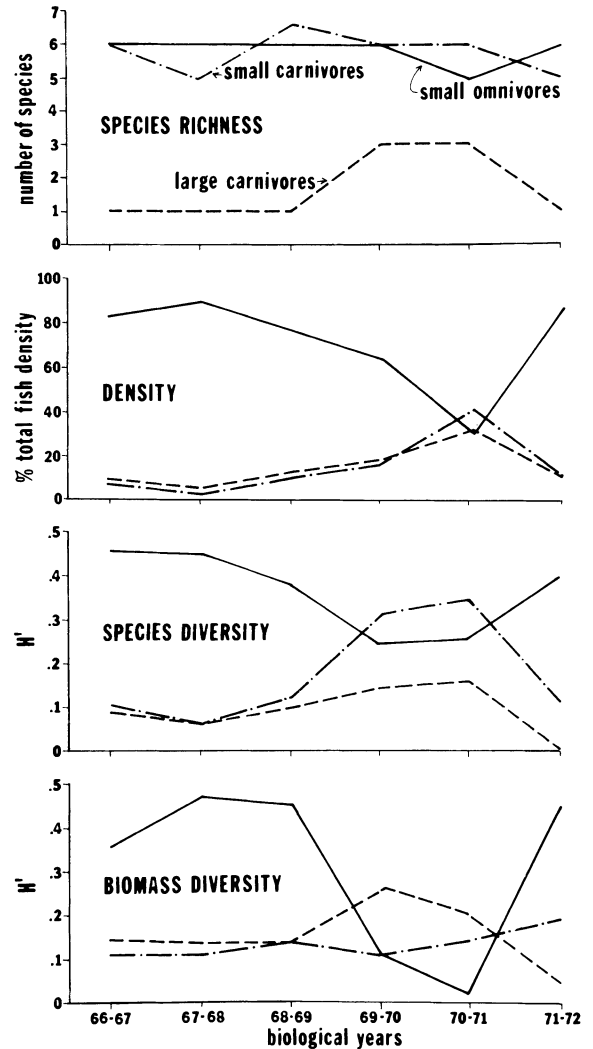 7
6
5
4
3
2
1
0
number of species
small carnivores
small omnivores
SPECIES RICHNESS
large carnivores
100
80
60
40
20
0
% total fish density
DENSITY
.5
.4
.3
.2
.1
0
H'
SPECIES DIVERSITY
.5
.4
.3
.2
.1
0
H'
BIOMASS DIVERSITY
66-67 67-68 68-69 69-70 70-71 71-72
biological years